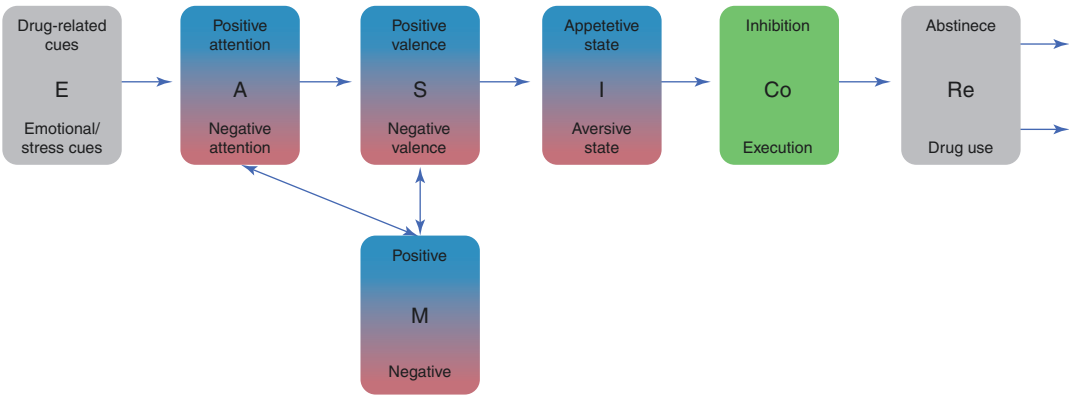 Drug-related
cues
E
Emotional/
stress cues
Positive
attention
A
Negative
attention
Positive
valence
S
Negative
valence
Appetetive
state
I
Aversive
state
Inhibition
Co
Execution
Abstinece
Re
Drug use
Positive
M
Negative